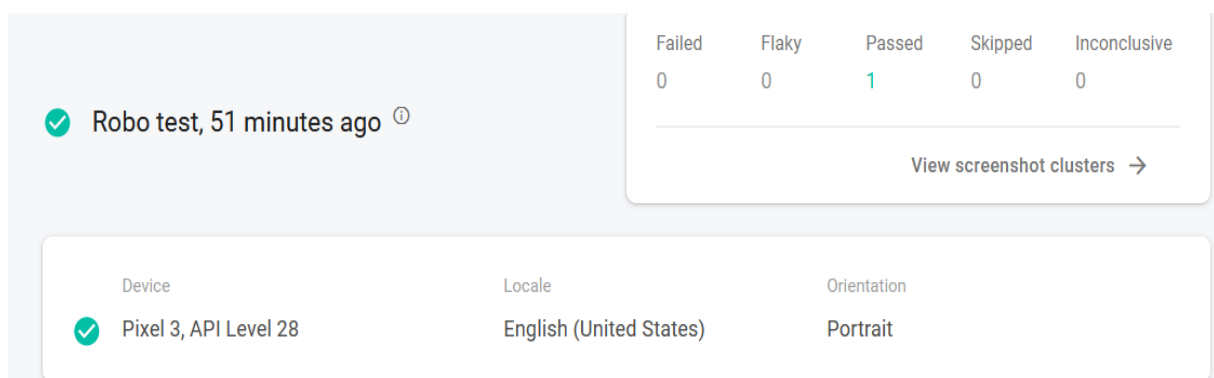 Failed Flaky Passed Skipped Inconclusive
0 0 1 0 0
Robo test, 51 minutes ago
View screenshot clusters
Device Locale Orientation
Pixel 3, API Level 28 English (United States) Portrait